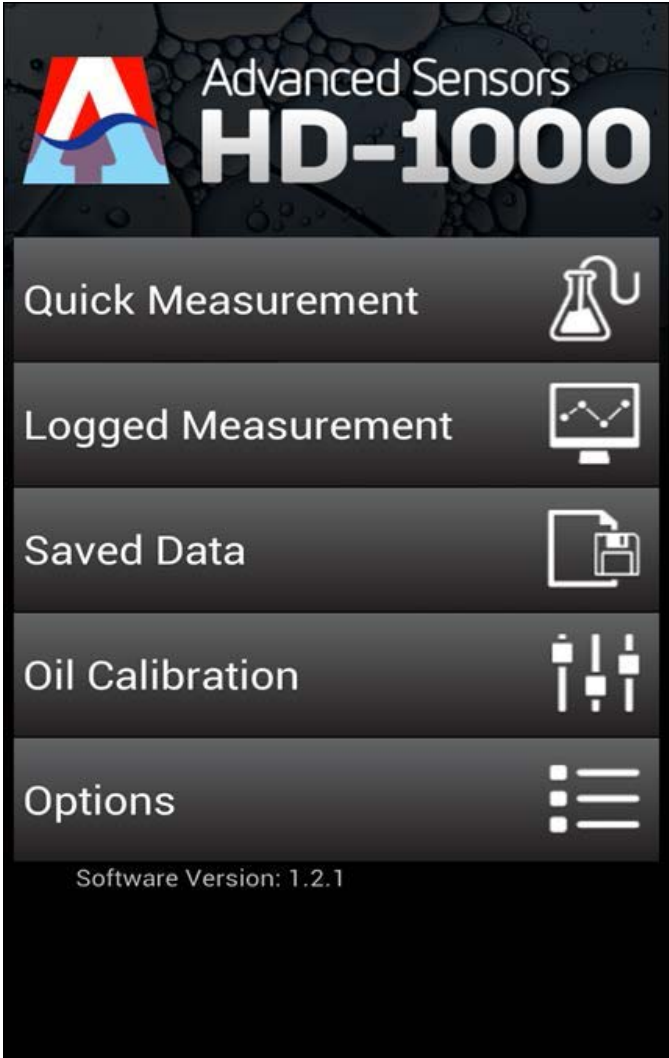 Advanced Sensors
HD-1000
Quick Measurement
Logged Measurement
Saved Data
Oil Calibration
Options
Software Version: 1.2.1